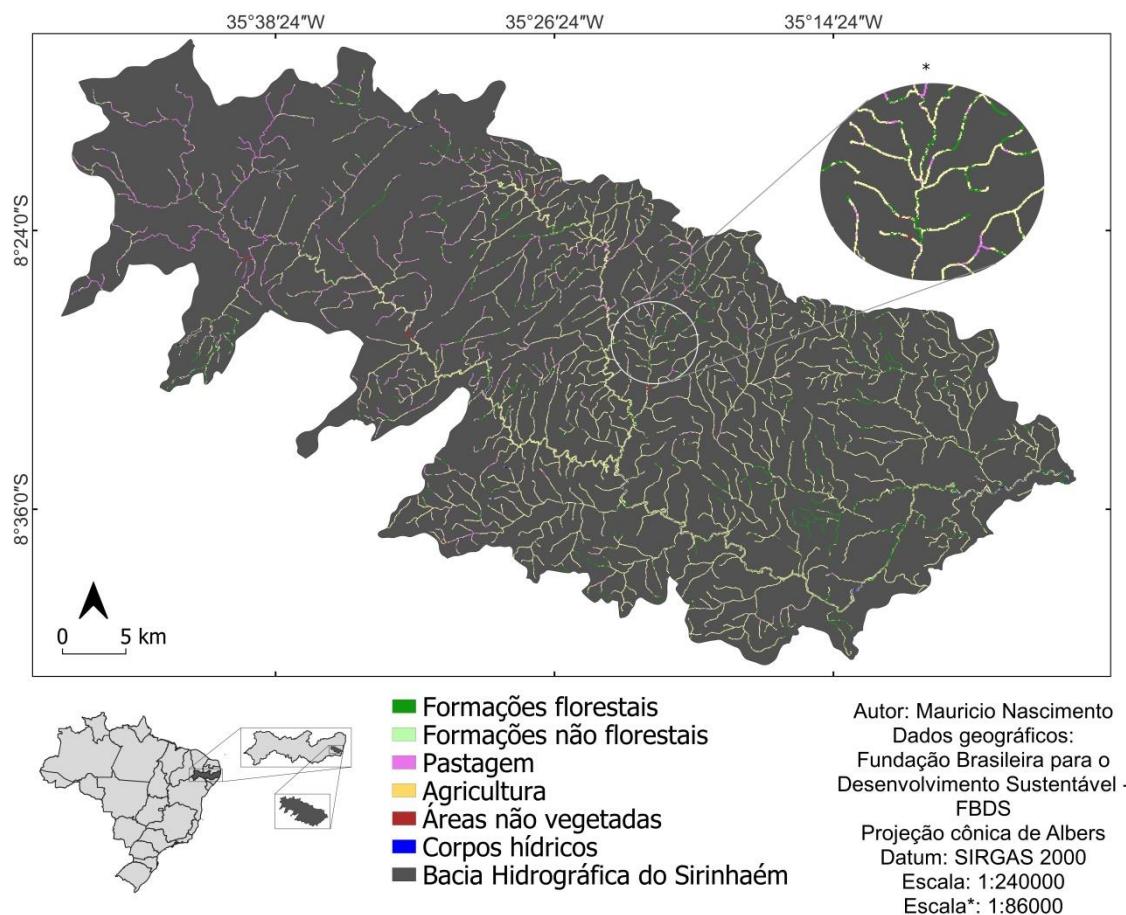 35°38'24"W
35°26'24"W
35°14'24"W
*
8°24'0"S
8°36'0"S
0 5 km
Formações florestais
Formações não florestais
Pastagem
Agricultura
Áreas não vegetadas
Corpos hídricos
Bacia Hidrográfica do Sirinhaém
Autor: Mauricio Nascimento
Dados geográficos:
Fundação Brasileira para o
Desenvolvimento Sustentável -
FBDS
Projeção cônica de Albers
Datum: SIRGAS 2000
Escala: 1:240000
Escala*: 1:86000